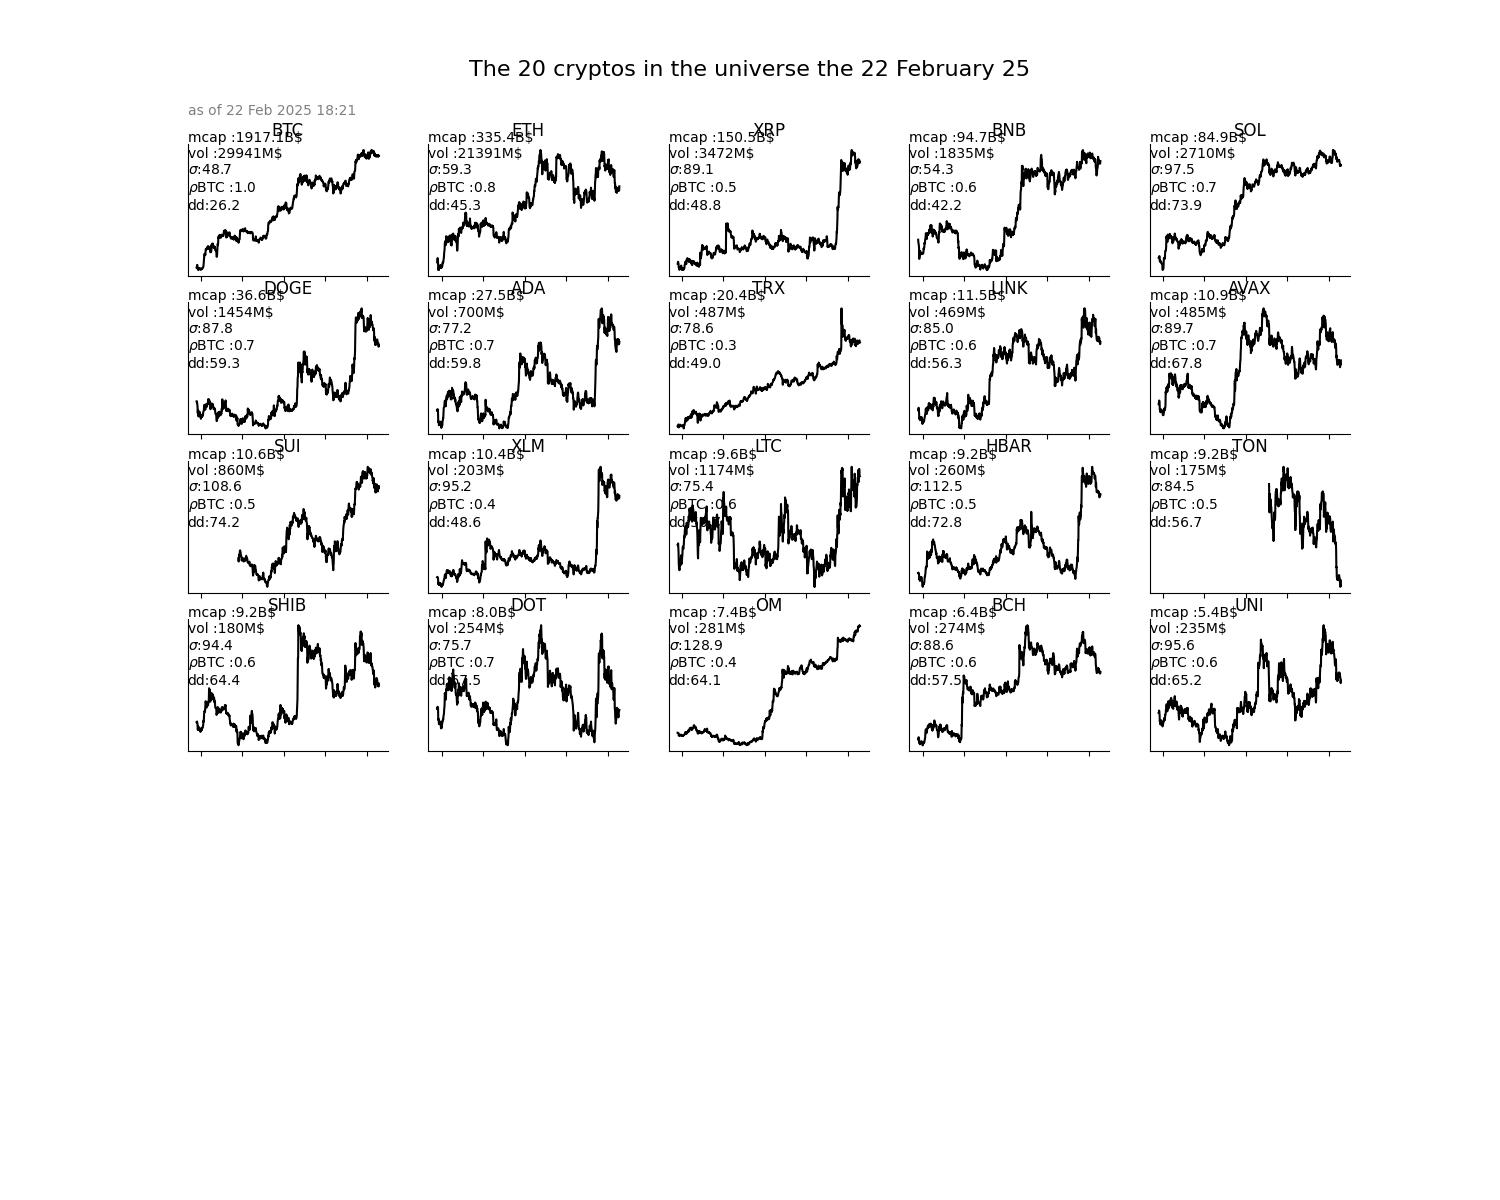 The 20 cryptos in the universe the 22 February 25
as of 22 Feb 2025 18:21
BTC
mcap :1917.1B$
vol :29941M$
σ:48.7
ρBTC :1.0
dd:26.2
ETH
mcap :335.4B$
vol :21391M$
σ:59.3
ρBTC :0.8
dd:45.3
XRP
mcap :150.5B$
vol :3472M$
σ:89.1
ρBTC :0.5
dd:48.8
BNB
mcap :94.7B$
vol :1835M$
σ:54.3
ρBTC :0.6
dd:42.2
SOL
mcap :84.9B$
vol :2710M$
σ:97.5
ρBTC :0.7
dd:73.9
DOGE
mcap :36.6B$
vol :1454M$
σ:87.8
ρBTC :0.7
dd:59.3
ADA
mcap :27.5B$
vol :700M$
σ:77.2
ρBTC :0.7
dd:59.8
TRX
mcap :20.4B$
vol :487M$
σ:78.6
ρBTC :0.3
dd:49.0
LINK
mcap :11.5B$
vol :469M$
σ:85.0
ρBTC :0.6
dd:56.3
AVAX
mcap :10.9B$
vol :485M$
σ:89.7
ρBTC :0.7
dd:67.8
SUI
mcap :10.6B$
vol :860M$
σ:108.6
ρBTC :0.5
dd:74.2
XLM
mcap :10.4B$
vol :203M$
σ:95.2
ρBTC :0.4
dd:48.6
LTC
mcap :9.6B$
vol :1174M$
σ:75.4
ρBTC :0.6
HBAR
mcap :9.2B$
vol :260M$
σ:112.5
ρBTC :0.5
dd:72.8
TON
mcap :9.2B$
vol :175M$
σ:84.5
ρBTC :0.5
dd:56.7
SHIB
mcap :9.2B$
vol :180M$
σ:94.4
ρBTC :0.6
dd:64.4
DOT
mcap :8.0B$
vol :254M$
σ:75.7
ρBTC :0.7
dd:67.5
OM
mcap :7.4B$
vol :281M$
σ:128.9
ρBTC :0.4
dd:64.1
BCH
mcap :6.4B$
vol :274M$
σ:88.6
ρBTC :0.6
dd:57.5
UNI
mcap :5.4B$
vol :235M$
σ:95.6
ρBTC :0.6
dd:65.2